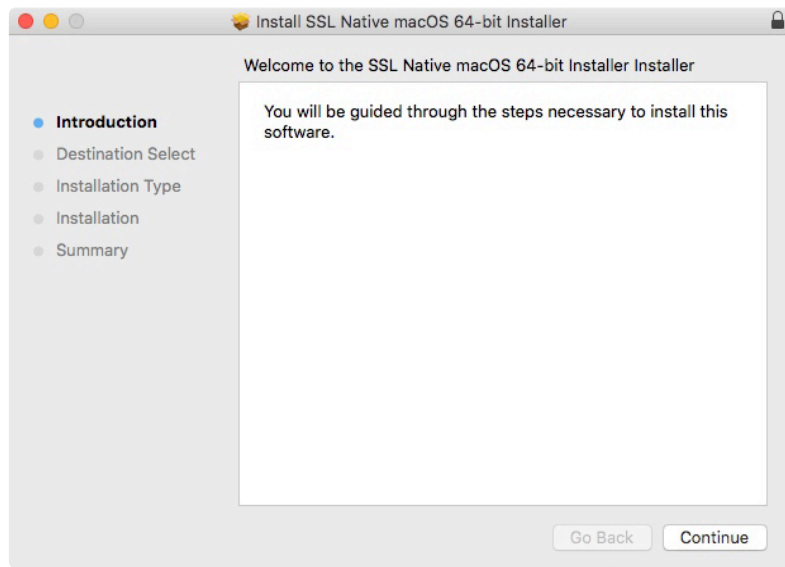 Install SSL Native macOS 64-bit Installer
Welcome to the SSL Native macOS 64-bit Installer Installer
Introduction
Destination Select
Installation Type
Installation
Summary
You will be guided through the steps necessary to install this
software.
Go Back
Continue